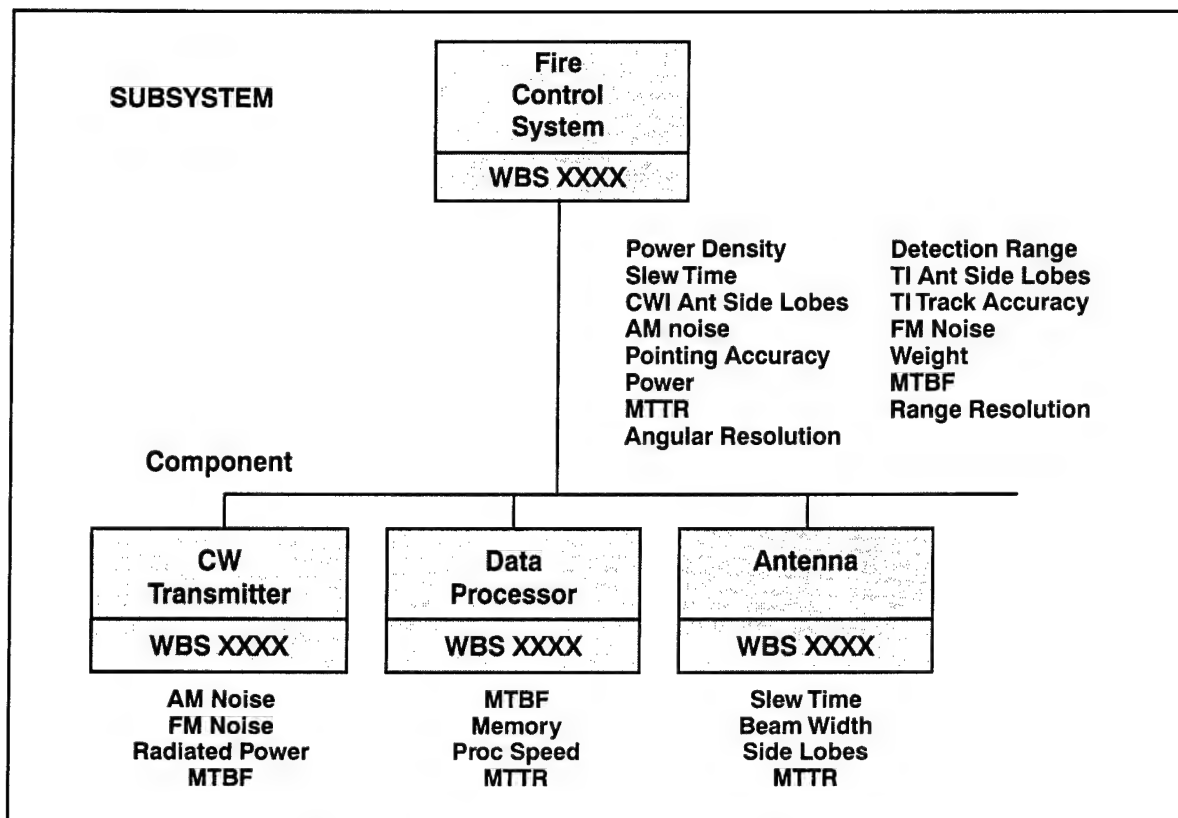 SUBSYSTEM
Fire
Control
System
WBS XXXX
Power Density
Slew Time
CWI Ant Side Lobes
AM noise
Pointing Accuracy
Power
MTTR
Angular Resolution
Detection Range
TI Ant Side Lobes
TI Track Accuracy
FM Noise
Weight
MTBF
Range Resolution
Component
CW
Transmitter
WBS XXXX
AM Noise
FM Noise
Radiated Power
MTBF
Data
Processor
WBS XXXX
MTBF
Memory
Proc Speed
MTTR
Antenna
WBS XXXX
Slew Time
Beam Width
Side Lobes
MTTR